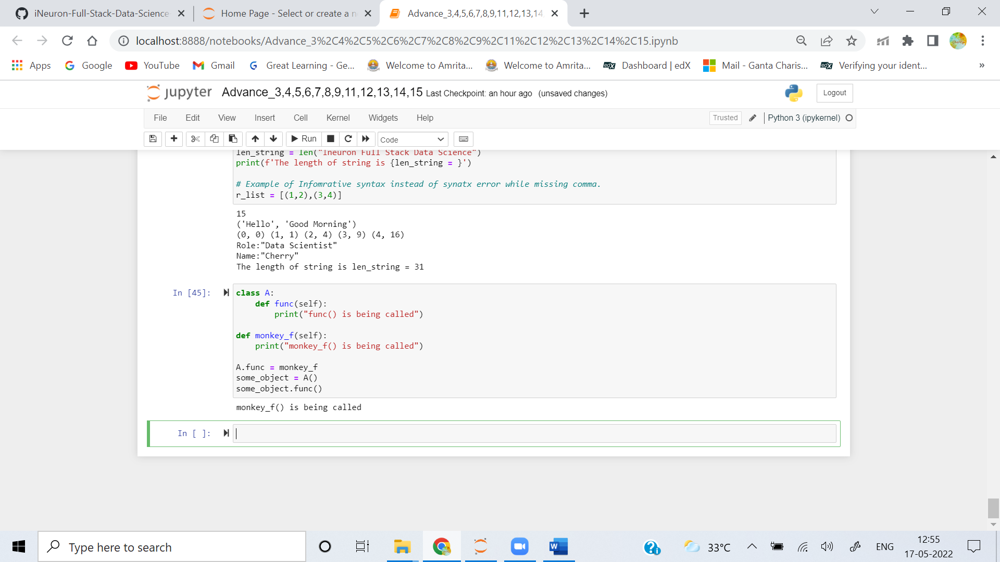 iNeuron-Full-Stack-Data-Science
Home Page - Select or create a n
Advance_3,4,5,6,7,8,9,11,12,13,14
localhost:8888/notebooks/Advance_3%2C4%2C5%2C6%2C7%2C8%2C9%2C11%2C12%2C13%2C14%2C15.ipynb
Apps Google YouTube Gmail Great Learning - Ge... Welcome to Amrita... Welcome to Amrita... edX Dashboard | edX Mail - Ganta Charis... edX Verifying your ident... »
jupyter Advance_3,4,5,6,7,8,9,11,12,13,14,15 Last Checkpoint: an hour ago (unsaved changes) Logout
File Edit View Insert Cell Kernel Widgets Help Trusted Python 3 (ipykernel)
Run Code
len_string = len("Ineuron Full Stack Data Science")
print(f'The length of string is {len_string = }')
# Example of Infomrative syntax instead of synatx error while missing comma.
r_list = [(1,2),(3,4)]
15
('Hello', 'Good Morning')
(0, 0) (1, 1) (2, 4) (3, 9) (4, 16)
Role:"Data Scientist"
Name:"Cherry"
The length of string is len_string = 31
In [45]:
class A:
    def func(self):
        print("func() is being called")
def monkey_f(self):
    print("monkey_f() is being called")
A.func = monkey_f
some_object = A()
some_object.func()
monkey_f() is being called
In [ ]:
Type here to search
33°C
ENG
12:55
17-05-2022